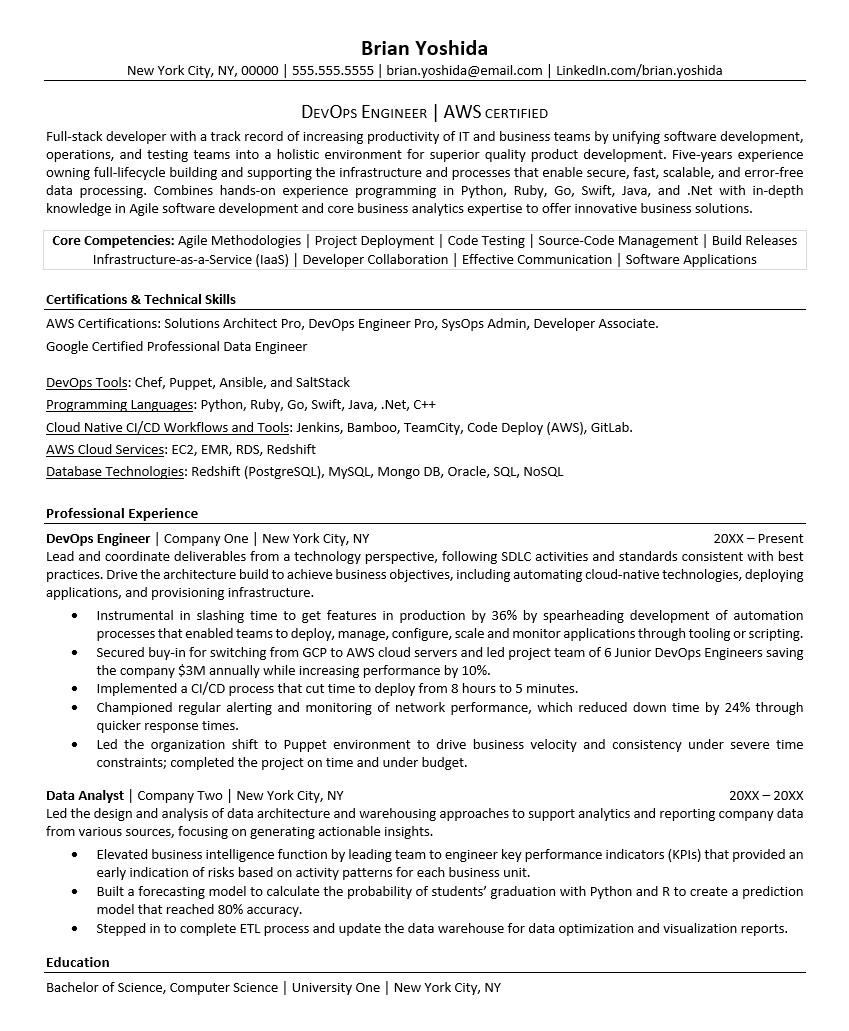 Brian Yoshida
New York City, NY, 00000 | 555.555.5555 | brian.yoshida@email.com | LinkedIn.com/brian.yoshida
DevOps Engineer | AWS certified
Full-stack developer with a track record of increasing productivity of IT and business teams by unifying software development,
operations, and testing teams into a holistic environment for superior quality product development. Five-years experience
owning full-lifecycle building and supporting the infrastructure and processes that enable secure, fast, scalable, and error-free
data processing. Combines hands-on experience programming in Python, Ruby, Go, Swift, Java, and .Net with in-depth
knowledge in Agile software development and core business analytics expertise to offer innovative business solutions.
Core Competencies: Agile Methodologies | Project Deployment | Code Testing | Source-Code Management | Build Releases
Infrastructure-as-a-Service (IaaS) | Developer Collaboration | Effective Communication | Software Applications
Certifications & Technical Skills
AWS Certifications: Solutions Architect Pro, DevOps Engineer Pro, SysOps Admin, Developer Associate.
Google Certified Professional Data Engineer
DevOps Tools: Chef, Puppet, Ansible, and SaltStack
Programming Languages: Python, Ruby, Go, Swift, Java, .Net, C++
Cloud Native CI/CD Workflows and Tools: Jenkins, Bamboo, TeamCity, Code Deploy (AWS), GitLab.
AWS Cloud Services: EC2, EMR, RDS, Redshift
Database Technologies: Redshift (PostgreSQL), MySQL, Mongo DB, Oracle, SQL, NoSQL
Professional Experience
DevOps Engineer | Company One | New York City, NY 20XX – Present
Lead and coordinate deliverables from a technology perspective, following SDLC activities and standards consistent with best
practices. Drive the architecture build to achieve business objectives, including automating cloud-native technologies, deploying
applications, and provisioning infrastructure.
• Instrumental in slashing time to get features in production by 36% by spearheading development of automation
processes that enabled teams to deploy, manage, configure, scale and monitor applications through tooling or scripting.
• Secured buy-in for switching from GCP to AWS cloud servers and led project team of 6 Junior DevOps Engineers saving
the company $3M annually while increasing performance by 10%.
• Implemented a CI/CD process that cut time to deploy from 8 hours to 5 minutes.
• Championed regular alerting and monitoring of network performance, which reduced down time by 24% through
quicker response times.
• Led the organization shift to Puppet environment to drive business velocity and consistency under severe time
constraints; completed the project on time and under budget.
Data Analyst | Company Two | New York City, NY 20XX – 20XX
Led the design and analysis of data architecture and warehousing approaches to support analytics and reporting company data
from various sources, focusing on generating actionable insights.
• Elevated business intelligence function by leading team to engineer key performance indicators (KPIs) that provided an
early indication of risks based on activity patterns for each business unit.
• Built a forecasting model to calculate the probability of students’ graduation with Python and R to create a prediction
model that reached 80% accuracy.
• Stepped in to complete ETL process and update the data warehouse for data optimization and visualization reports.
Education
Bachelor of Science, Computer Science | University One | New York City, NY